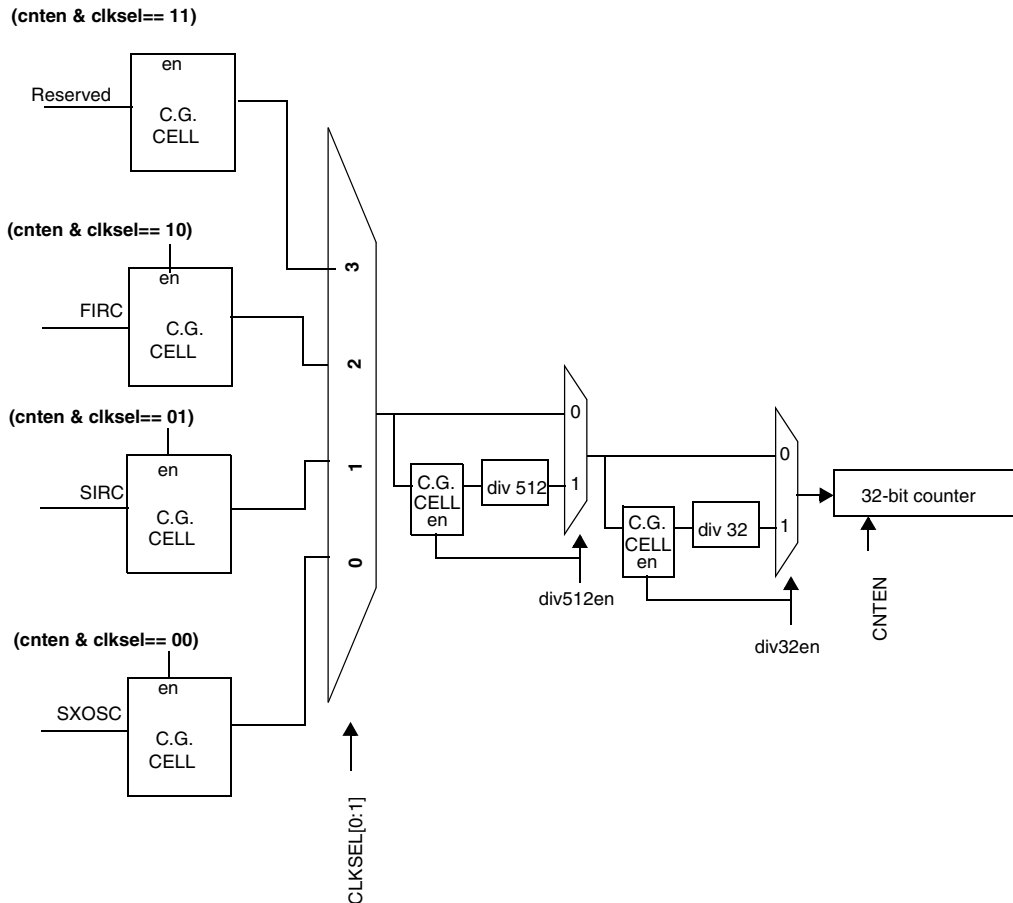 (cnten & clksel== 11)
en
Reserved
C.G.
CELL
(cnten & clksel== 10)
en
FIRC
C.G.
CELL
(cnten & clksel== 01)
en
SIRC
C.G.
CELL
(cnten & clksel== 00)
en
SXOSC
C.G.
CELL
3
2
1
0
CLKSEL[0:1]
C.G.
CELL
en
div 512
0
1
div512en
C.G.
CELL
en
div 32
0
1
div32en
32-bit counter
CNTEN